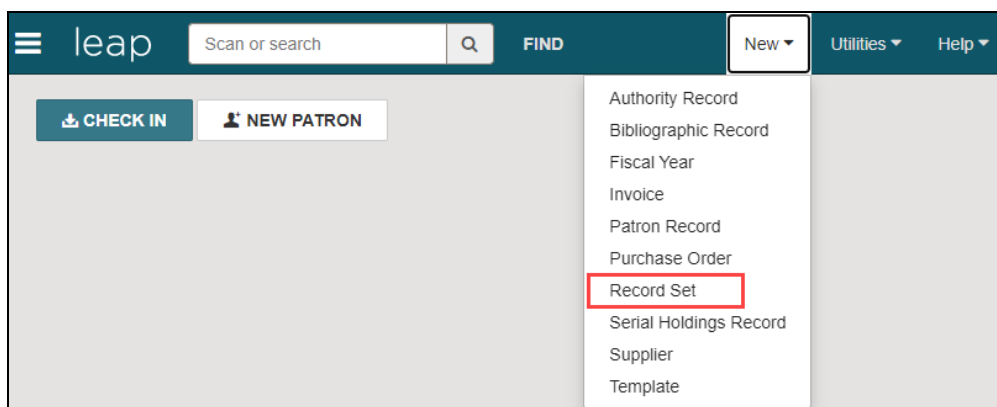 leap Scan or search FIND New Utilities Help
CHECK IN NEW PATRON
Authority Record
Bibliographic Record
Fiscal Year
Invoice
Patron Record
Purchase Order
Record Set
Serial Holdings Record
Supplier
Template